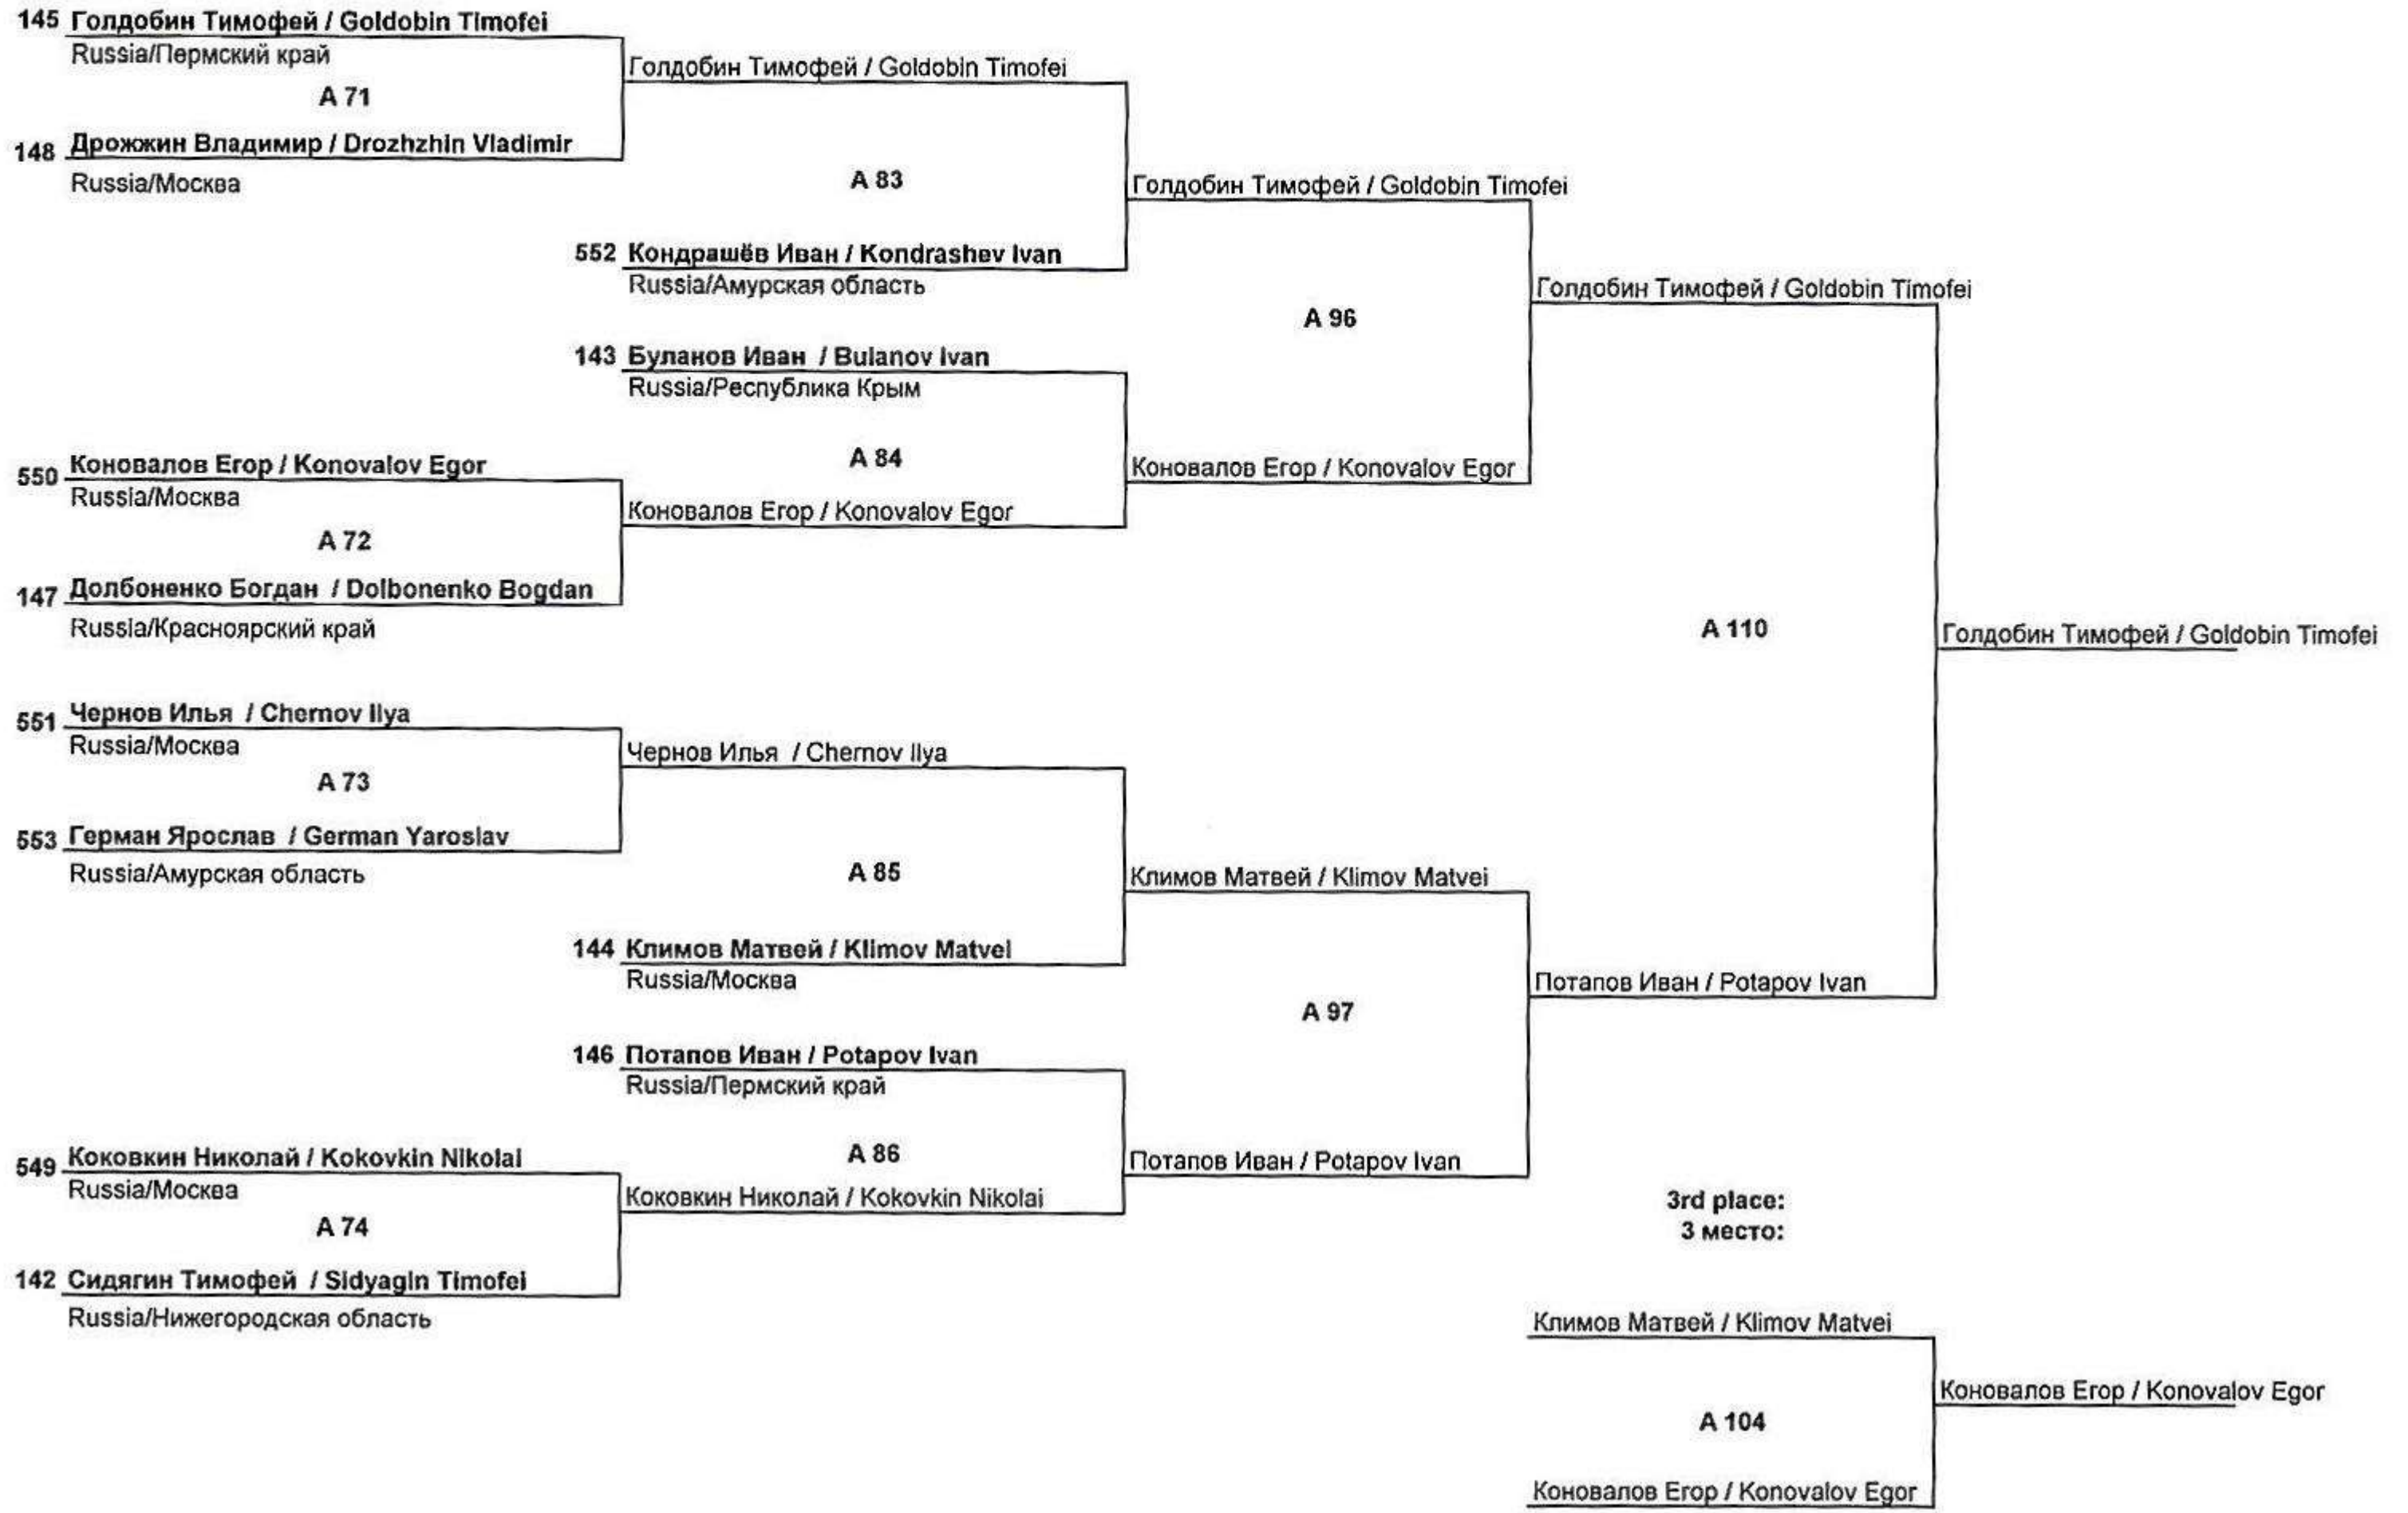 145 Голдобин Тимофей / Goldobin Timofei
Russia/Пермский край
A 71
148 Дрожжин Владимир / Drozhzhin Vladimir
Russia/Москва
Голдобин Тимофей / Goldobin Timofei
A 83
552 Кондрашёв Иван / Kondrashev Ivan
Russia/Амурская область
Голдобин Тимофей / Goldobin Timofei
A 96
Голдобин Тимофей / Goldobin Timofei
143 Буланов Иван / Bulanov Ivan
Russia/Республика Крым
A 84
550 Коновалов Егор / Konovalov Egor
Russia/Москва
A 72
147 Долбоненко Богдан / Dolbonenko Bogdan
Russia/Красноярский край
Коновалов Егор / Konovalov Egor
Коновалов Егор / Konovalov Egor
A 110
Голдобин Тимофей / Goldobin Timofei
551 Чернов Илья / Chernov Ilya
Russia/Москва
A 73
553 Герман Ярослав / German Yaroslav
Russia/Амурская область
Чернов Илья / Chernov Ilya
A 85
144 Климов Матвей / Klimov Matvei
Russia/Москва
Климов Матвей / Klimov Matvei
A 97
Потапов Иван / Potapov Ivan
146 Потапов Иван / Potapov Ivan
Russia/Пермский край
A 86
549 Коковкин Николай / Kokovkin Nikolai
Russia/Москва
A 74
142 Сидягин Тимофей / Sidyagin Timofei
Russia/Нижегородская область
Коковкин Николай / Kokovkin Nikolai
Потапов Иван / Potapov Ivan
3rd place:
3 место:
Климов Матвей / Klimov Matvei
A 104
Коновалов Егор / Konovalov Egor
Коновалов Егор / Konovalov Egor